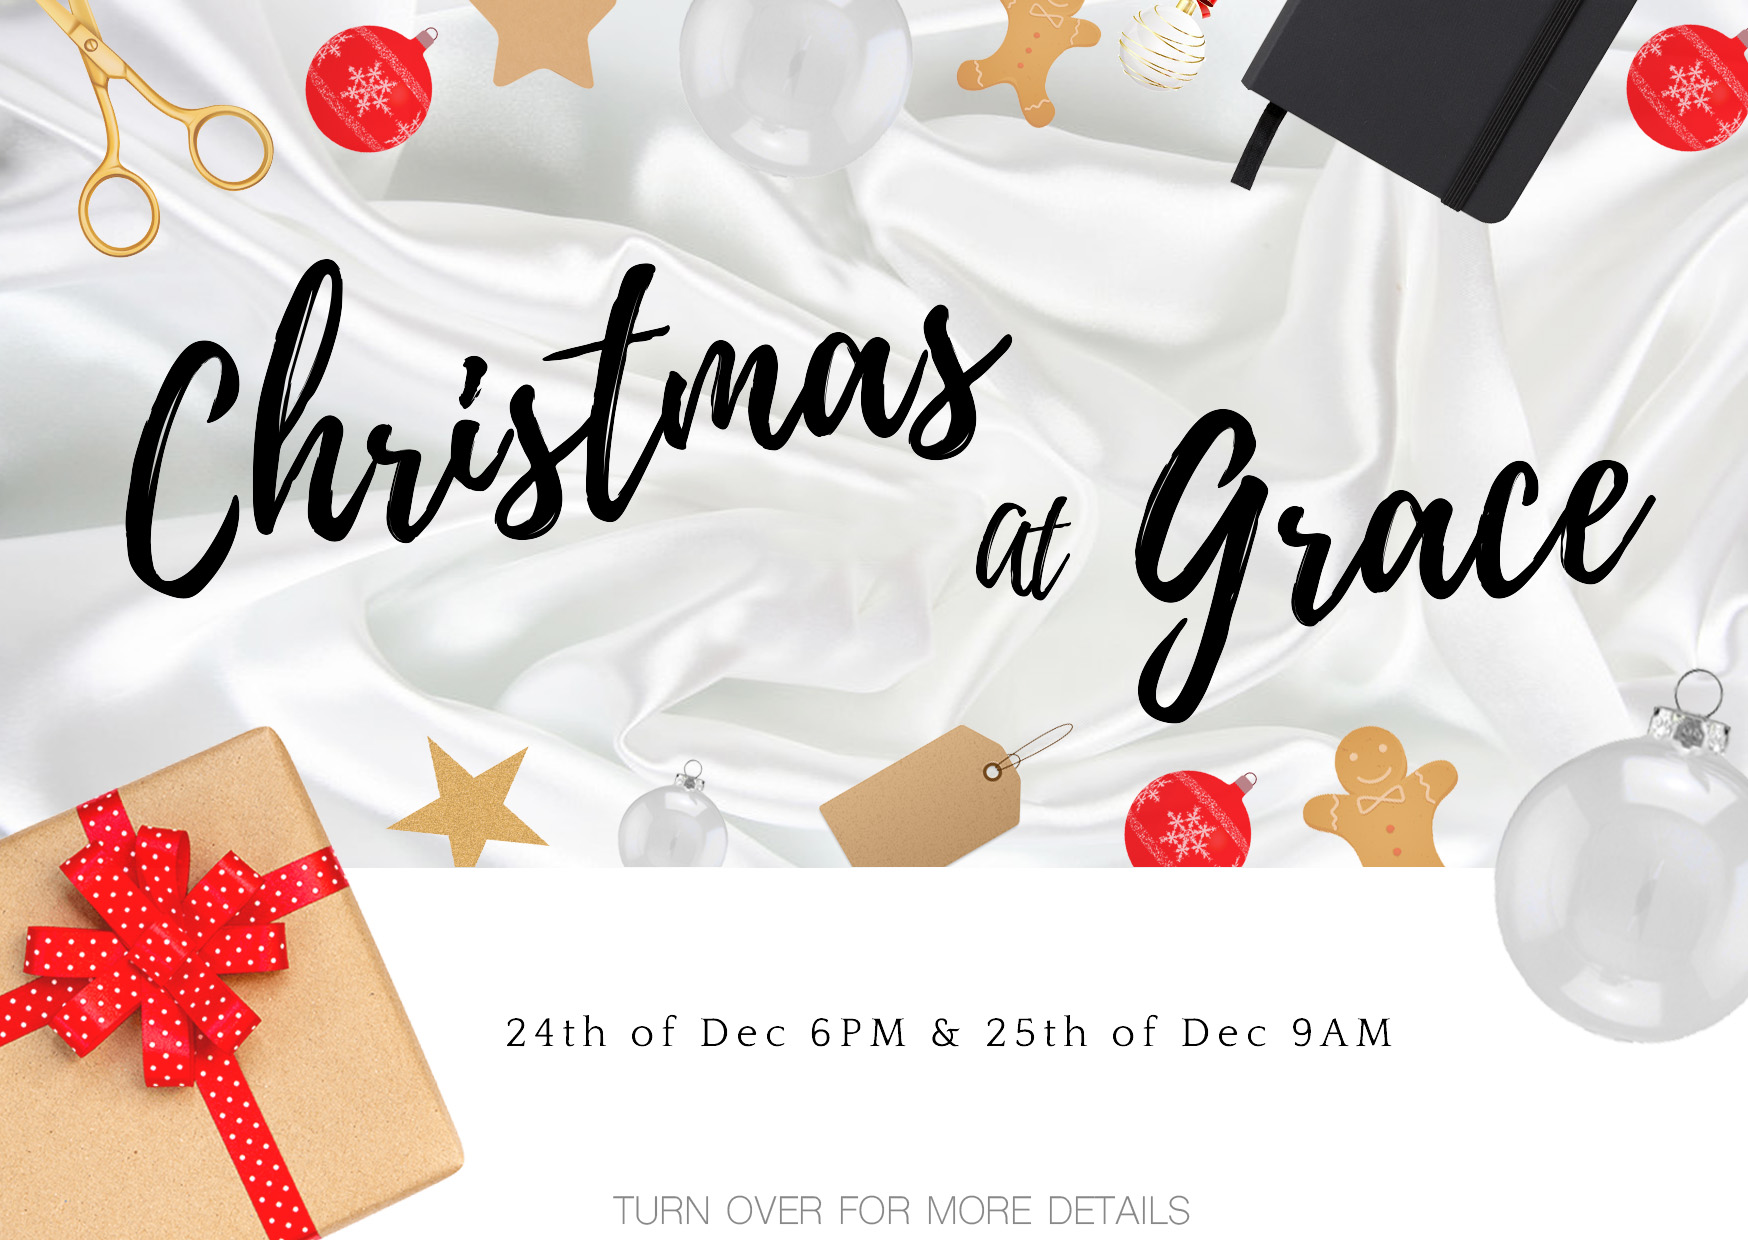 Christmas
at Grace
24th of Dec 6PM & 25th of Dec 9AM
TURN OVER FOR MORE DETAILS